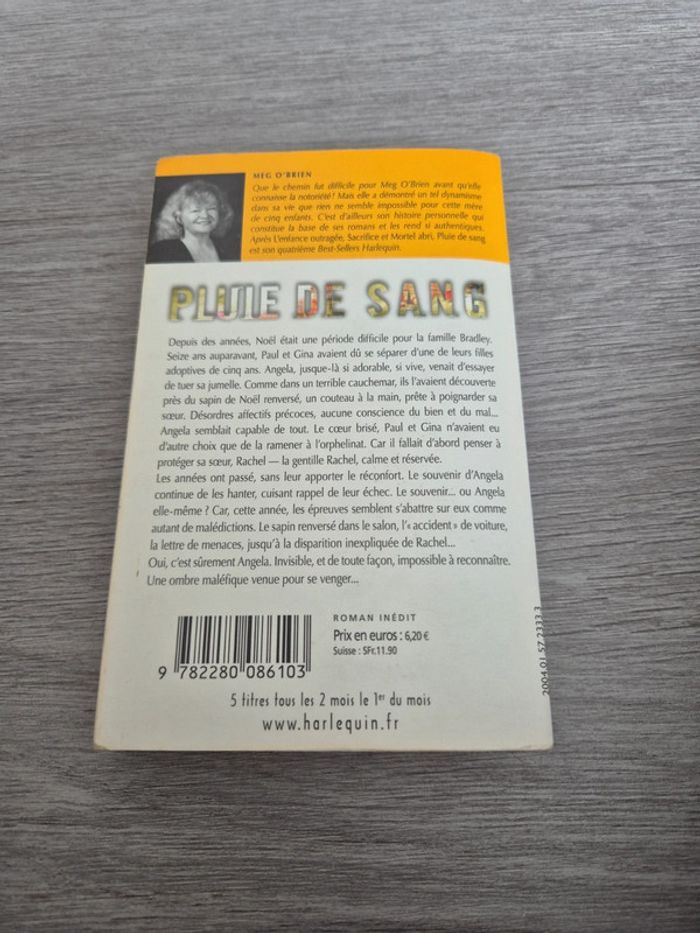 MEG O'BRIEN
Que le chemin fut difficile pour Meg O'Brien avant qu'elle
connaisse la notoriété ! Mais elle a démontré un tel dynamisme
dans sa vie que rien ne semble impossible pour cette mère
de cinq enfants. C'est d'ailleurs son histoire personnelle qui
constitue la base de ses romans et les rend si authentiques.
Après L'enfance outragée, Sacrifice et Mortel abri, Pluie de sang
est son quatrième Best-Sellers Harlequin.
PLUIE DE SANG
Depuis des années, Noël était une période difficile pour la famille Bradley.
Seize ans auparavant, Paul et Gina avaient dû se séparer d'une de leurs filles
adoptives de cinq ans. Angela, jusque-là si adorable, si vive, venait d'essayer
de tuer sa jumelle. Comme dans un terrible cauchemar, ils l'avaient découverte
près du sapin de Noël renversé, un couteau à la main, prête à poignarder sa
sœur. Désordres affectifs précoces, aucune conscience du bien et du mal...
Angela semblait capable de tout. Le cœur brisé, Paul et Gina n'avaient eu
d'autre choix que de la ramener à l'orphelinat. Car il fallait d'abord penser à
protéger sa sœur, Rachel — la gentille Rachel, calme et réservée.
Les années ont passé, sans leur apporter le réconfort. Le souvenir d'Angela
continue de les hanter, cuisant rappel de leur échec. Le souvenir... ou Angela
elle-même ? Car, cette année, les épreuves semblent s'abattre sur eux comme
autant de malédictions. Le sapin renversé dans le salon, l'« accident » de voiture,
la lettre de menaces, jusqu'à la disparition inexpliquée de Rachel...
Oui, c'est sûrement Angela. Invisible, et de toute façon, impossible à reconnaître.
Une ombre maléfique venue pour se venger...
ROMAN INÉDIT
Prix en euros : 6,20 €
Suisse : SFr.11.90
9 782280 086103
2004.01.57.2333.3
5 titres tous les 2 mois le 1er du mois
www.harlequin.fr